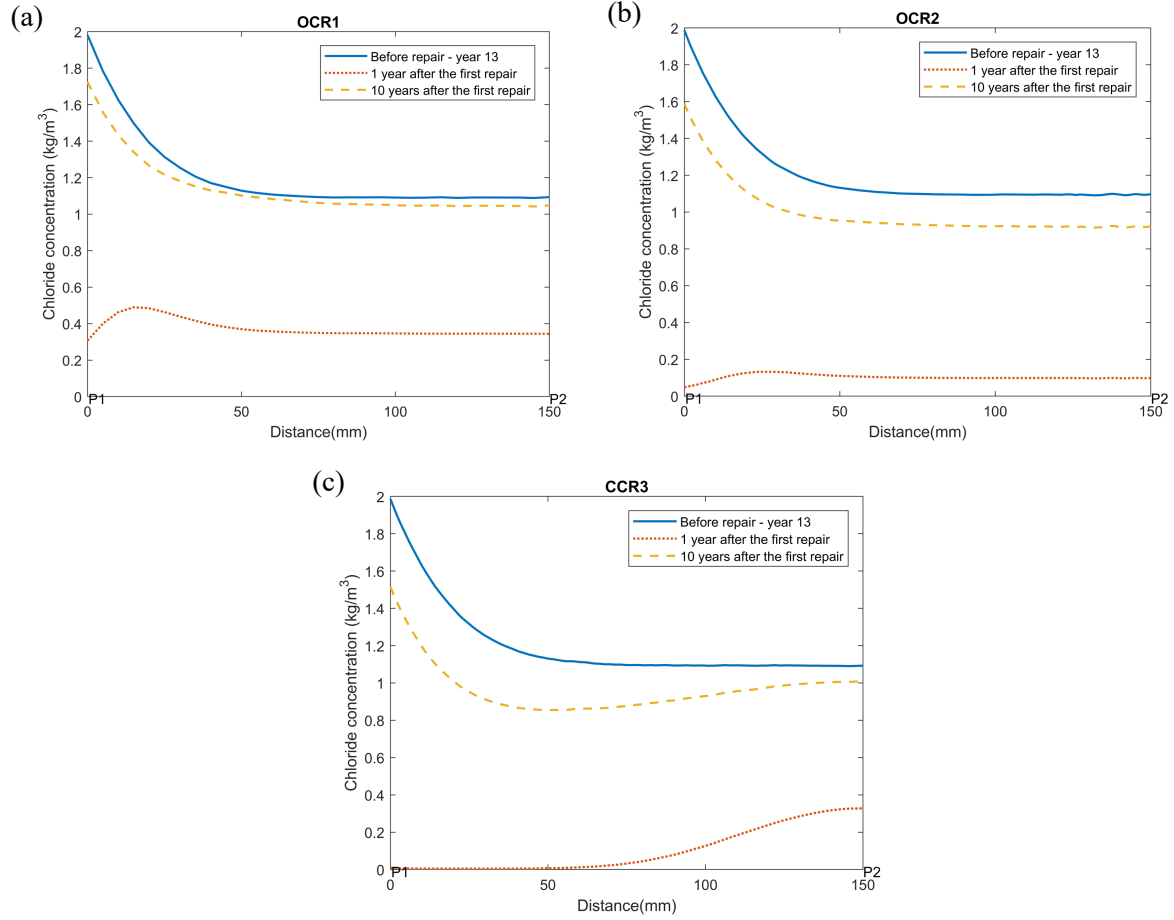 (a)
OCR1
2
1.8
1.6
1.4
1.2
1
0.8
0.6
0.4
0.2
0
Chloride concentration (kg/m³)
Before repair - year 13
1 year after the first repair
10 years after the first repair
P1
P2
0
50
100
150
Distance(mm)
(b)
OCR2
2
1.8
1.6
1.4
1.2
1
0.8
0.6
0.4
0.2
0
Chloride concentration (kg/m³)
Before repair - year 13
1 year after the first repair
10 years after the first repair
P1
P2
0
50
100
150
Distance(mm)
(c)
CCR3
2
1.8
1.6
1.4
1.2
1
0.8
0.6
0.4
0.2
0
Chloride concentration (kg/m³)
Before repair - year 13
1 year after the first repair
10 years after the first repair
P1
P2
0
50
100
150
Distance(mm)